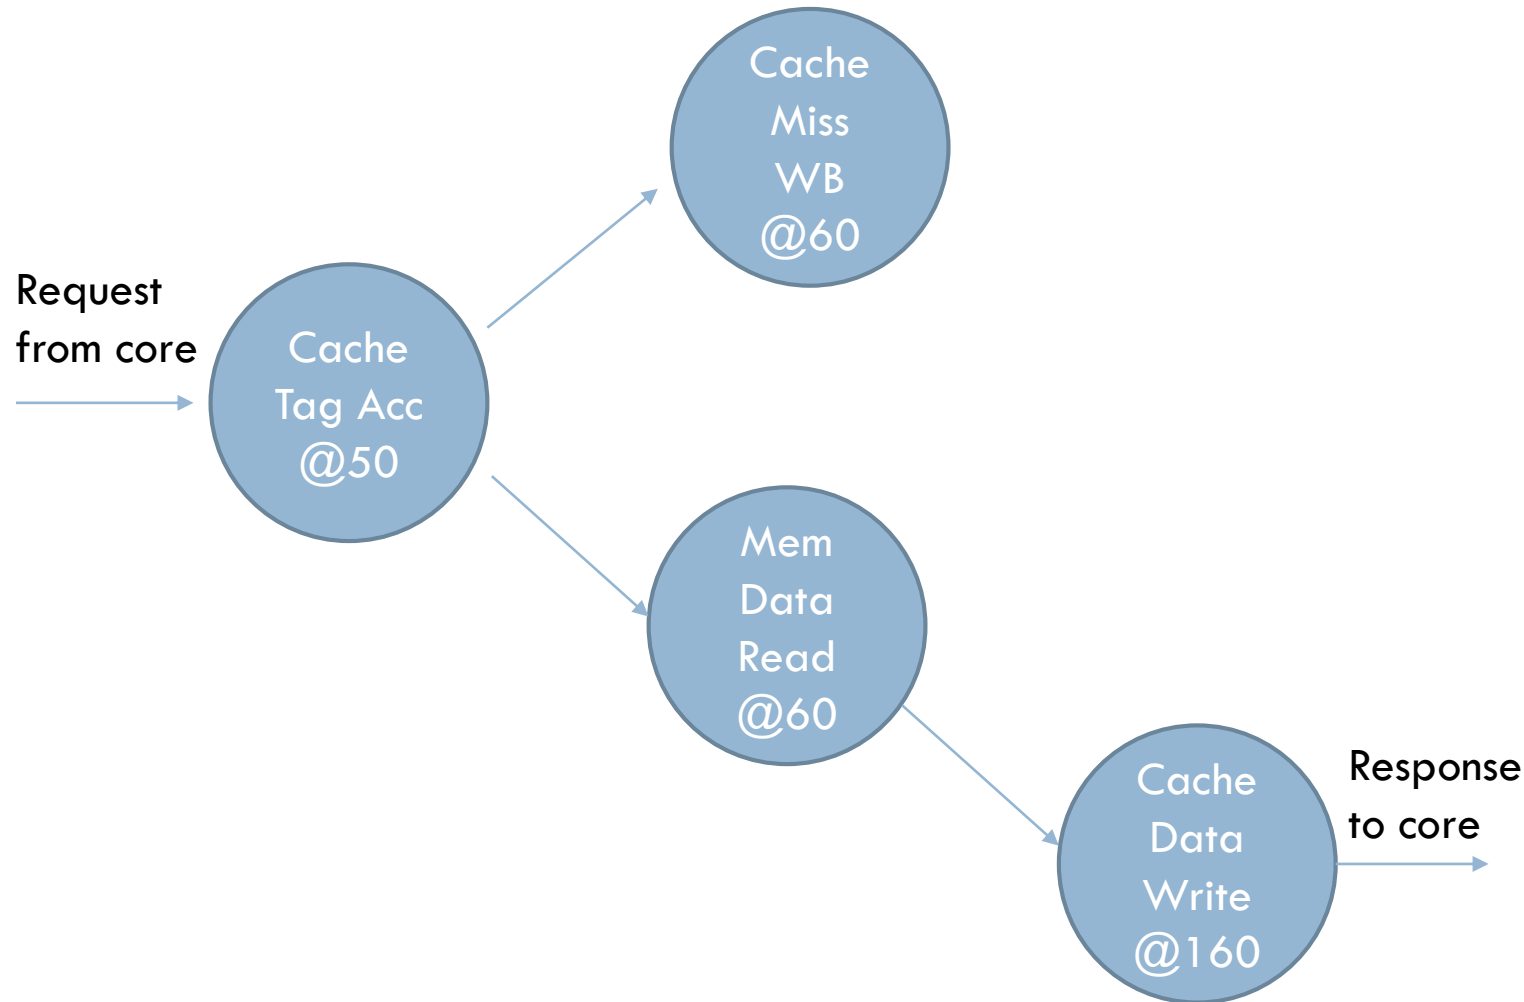 Request
from core
Cache
Tag Acc
@50
Cache
Miss
WB
@60
Mem
Data
Read
@60
Cache
Data
Write
@160
Response
to core